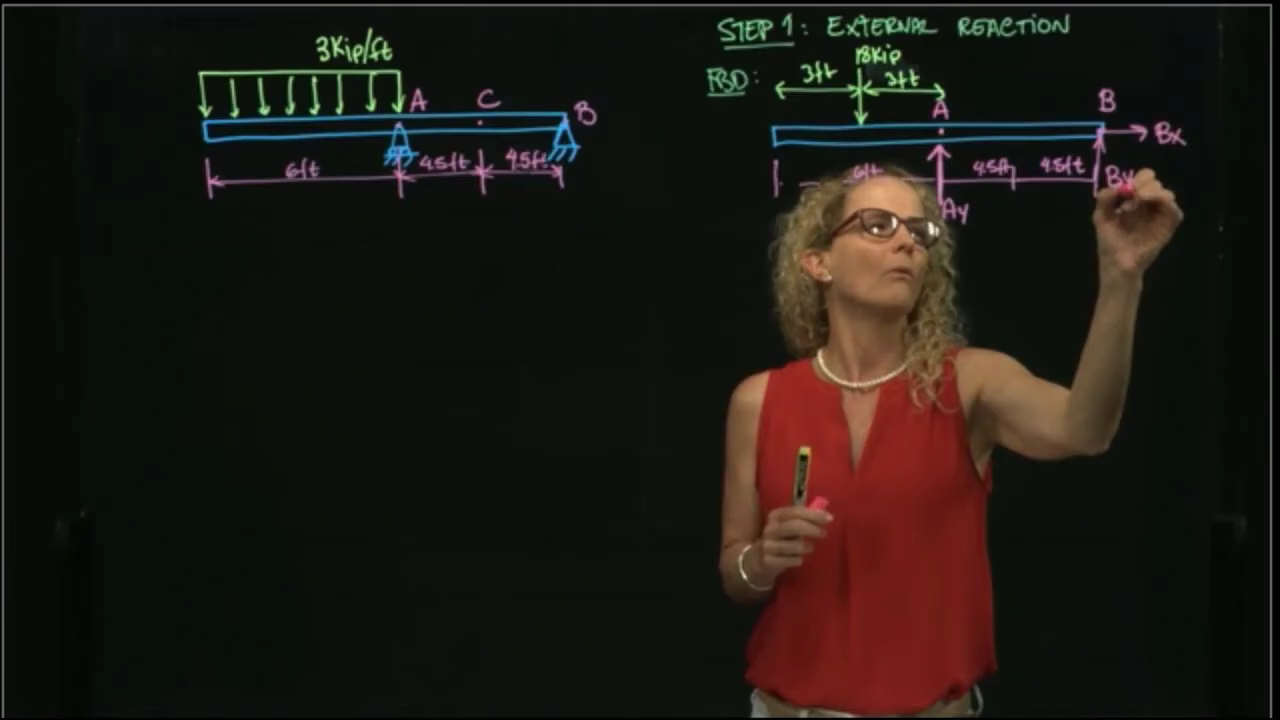 STEP 1: EXTERNAL REACTION
3Kip/ft
A C B
6ft 4.5ft 4.5ft
FBD:
18Kip
3ft 3ft
A B
Bx
6ft 4.5ft 4.5ft
By
Ay